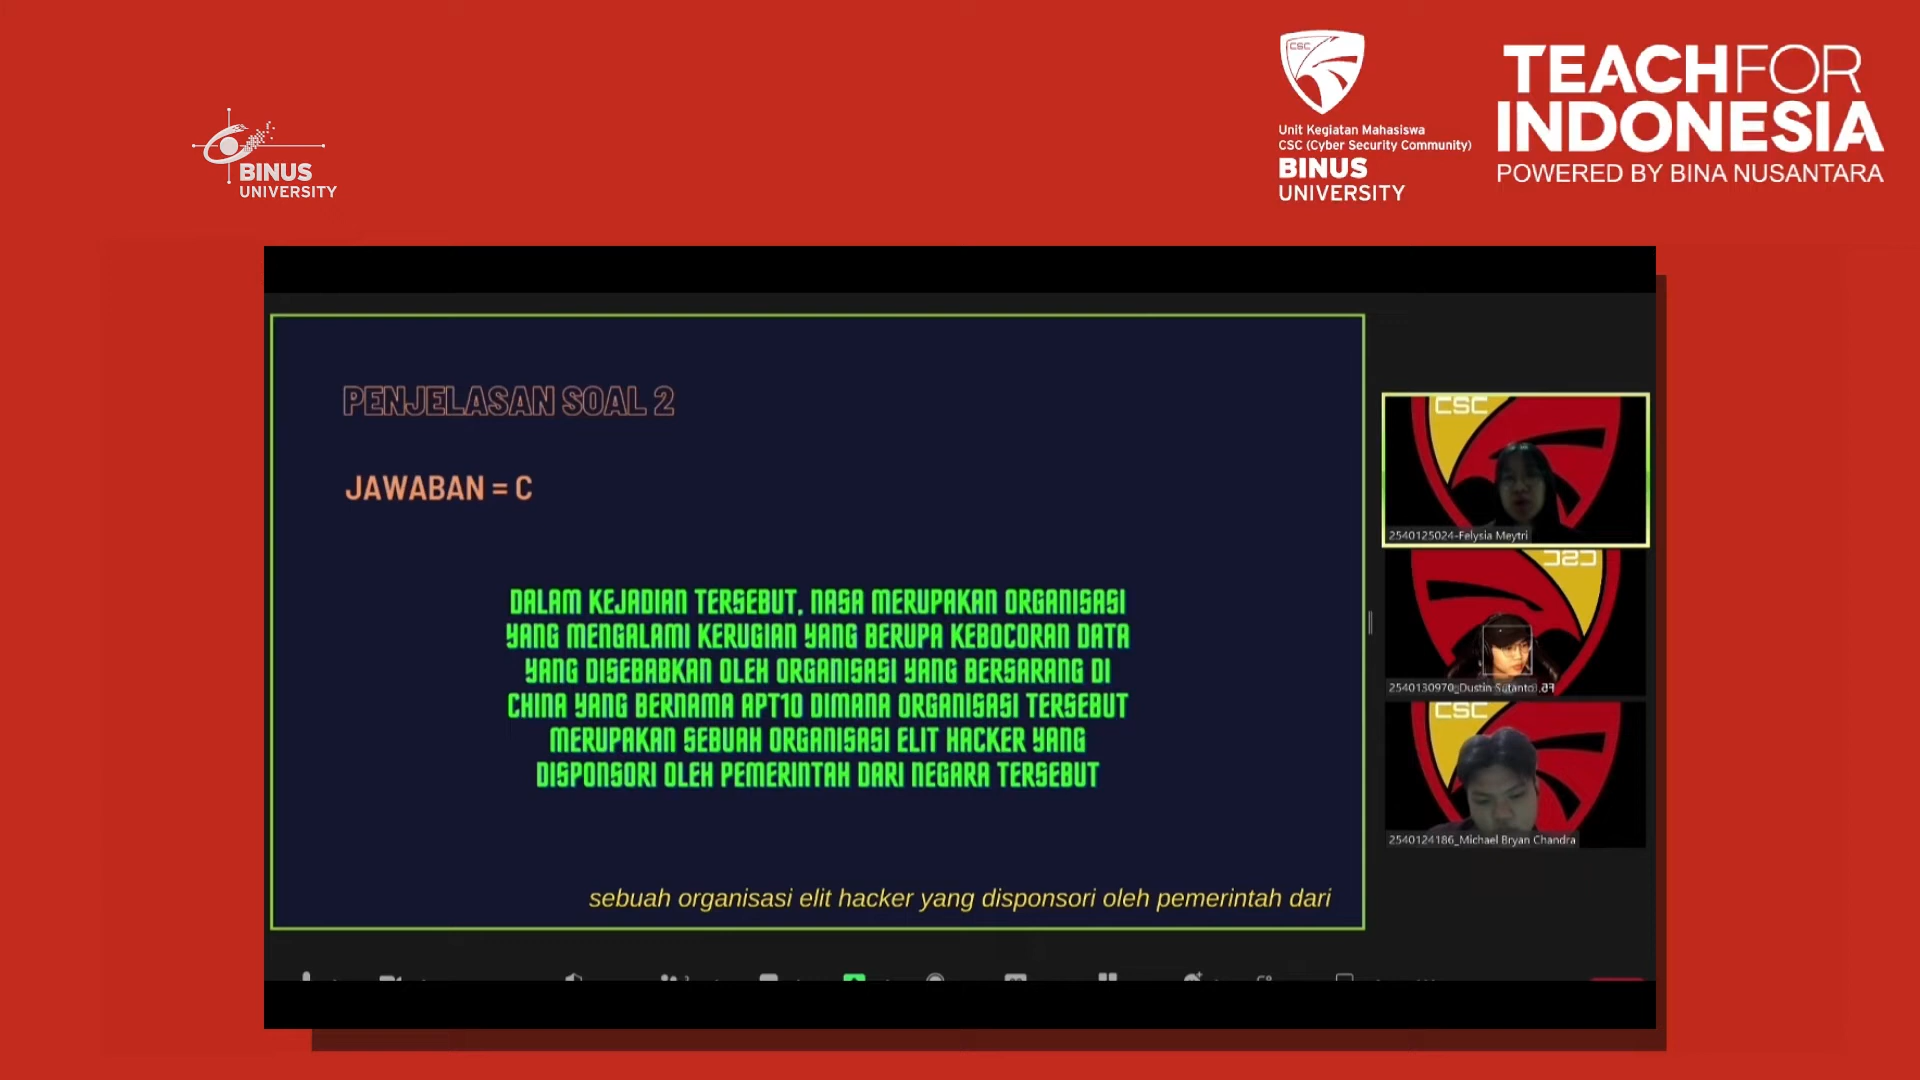 CSC
TEACHFOR
INDONESIA
POWERED BY BINA NUSANTARA
Unit Kegiatan Mahasiswa
CSC (Cyber Security Community)
BINUS
UNIVERSITY
BINUS
UNIVERSITY
PENJELASAN SOAL 2
JAWABAN = C
DALAM KEJADIAN TERSEBUT, NASA MERUPAKAN ORGANISASI
YANG MENGALAMI KERUGIAN YANG BERUPA KEBOCORAN DATA
YANG DISEBABKAN OLEH ORGANISASI YANG BERSARANG DI
CHINA YANG BERNAMA APT10 DIMANA ORGANISASI TERSEBUT
MERUPAKAN SEBUAH ORGANISASI ELIT HACKER YANG
DISPONSORI OLEH PEMERINTAH DARI NEGARA TERSEBUT
sebuah organisasi elit hacker yang disponsori oleh pemerintah dari
CSC
2540125024-Felysia Meytri
CSC
2540130970_Dustin Sutanto
CSC
2540124186_Michael Bryan Chandra